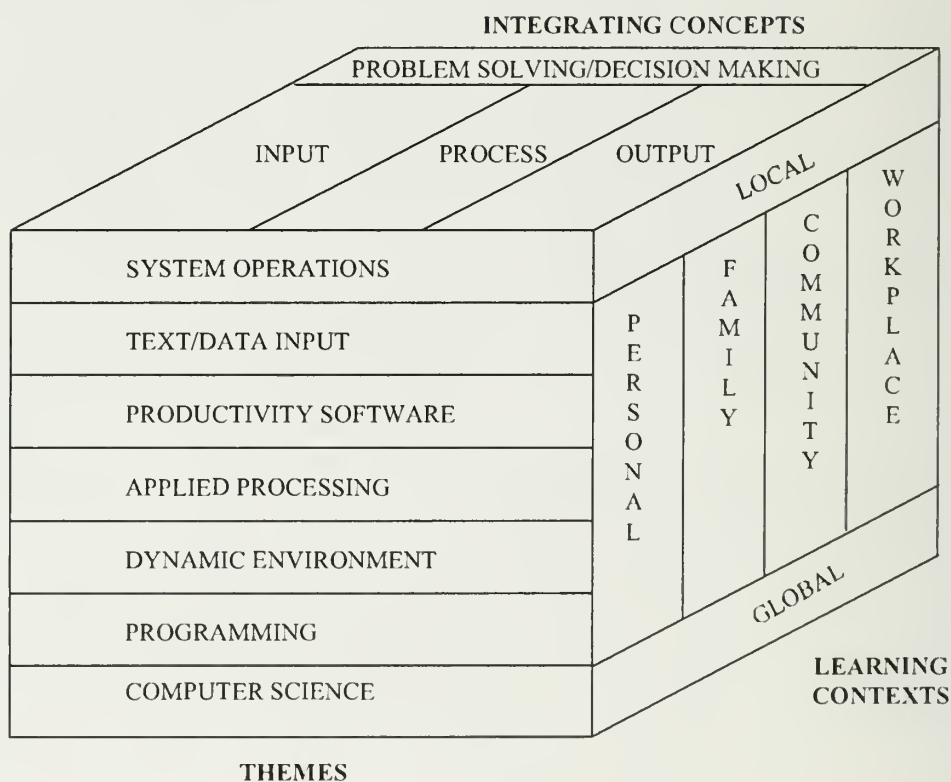 INTEGRATING CONCEPTS
PROBLEM SOLVING/DECISION MAKING
INPUT
PROCESS
OUTPUT
LOCAL
PERSONAL
FAMILY
COMMUNITY
WORKPLACE
GLOBAL
SYSTEM OPERATIONS
TEXT/DATA INPUT
PRODUCTIVITY SOFTWARE
APPLIED PROCESSING
DYNAMIC ENVIRONMENT
PROGRAMMING
COMPUTER SCIENCE
LEARNING
CONTEXTS
THEMES